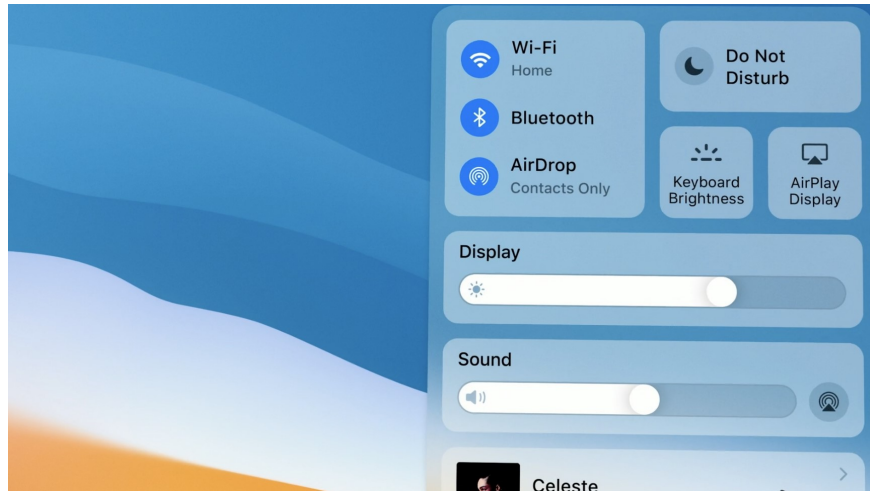 Wi-Fi
Home
Bluetooth
AirDrop
Contacts Only
Do Not
Disturb
Keyboard
Brightness
AirPlay
Display
Display
Sound
Celeste